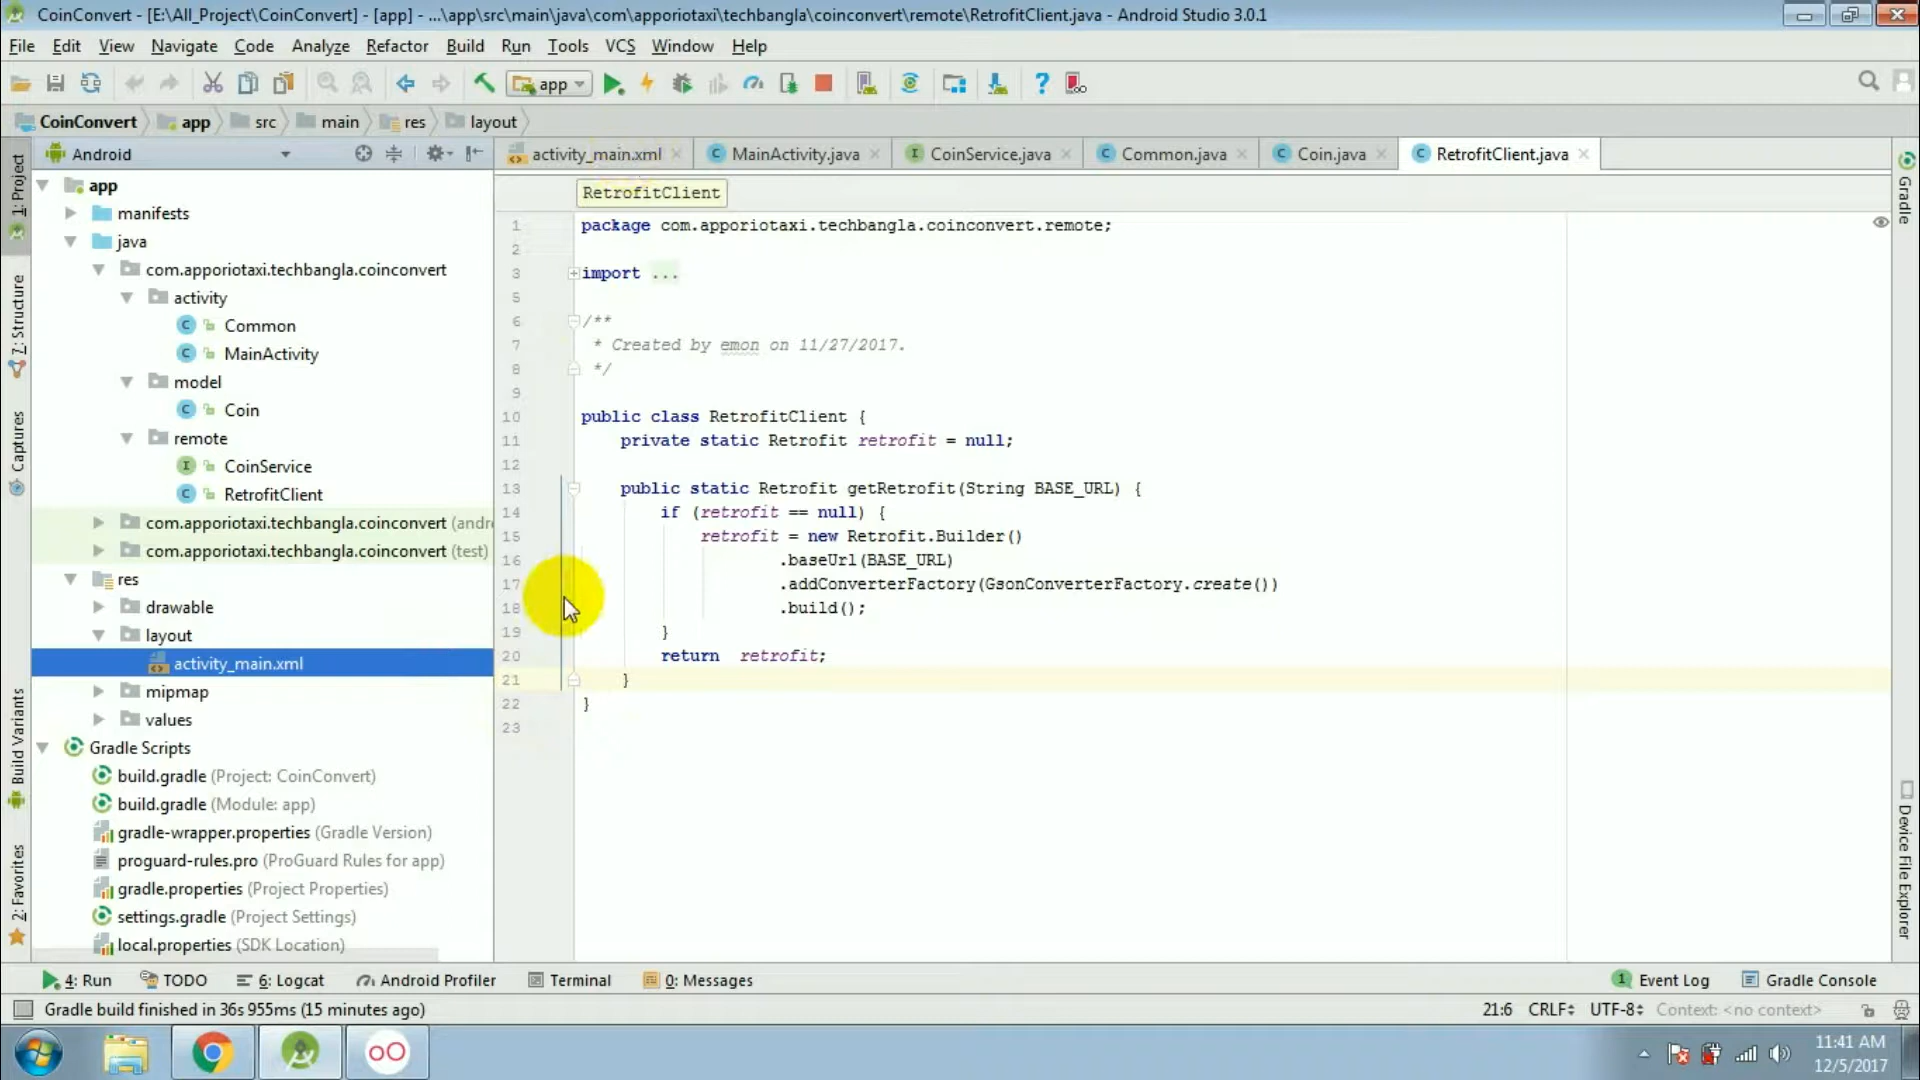 CoinConvert - [E:\All_Project\CoinConvert] - [app] - ...\app\src\main\java\com\apporiotaxi\techbangla\coinconvert\remote\RetrofitClient.java - Android Studio 3.0.1
File Edit View Navigate Code Analyze Refactor Build Run Tools VCS Window Help
app
CoinConvert app src main res layout
Android
activity_main.xml MainActivity.java CoinService.java Common.java Coin.java RetrofitClient.java
1: Project
7: Structure
Captures
Build Variants
2: Favorites
app
manifests
java
com.apporiotaxi.techbangla.coinconvert
activity
Common
MainActivity
model
Coin
remote
CoinService
RetrofitClient
com.apporiotaxi.techbangla.coinconvert (andr
com.apporiotaxi.techbangla.coinconvert (test)
res
drawable
layout
activity_main.xml
mipmap
values
Gradle Scripts
build.gradle (Project: CoinConvert)
build.gradle (Module: app)
gradle-wrapper.properties (Gradle Version)
proguard-rules.pro (ProGuard Rules for app)
gradle.properties (Project Properties)
settings.gradle (Project Settings)
local.properties (SDK Location)
RetrofitClient
1 package com.apporiotaxi.techbangla.coinconvert.remote;
2
3 import ...
5
6 /**
7 * Created by emon on 11/27/2017.
8 */
9
10 public class RetrofitClient {
11 private static Retrofit retrofit = null;
12
13 public static Retrofit getRetrofit(String BASE_URL) {
14 if (retrofit == null) {
15 retrofit = new Retrofit.Builder()
16 .baseUrl(BASE_URL)
17 .addConverterFactory(GsonConverterFactory.create())
18 .build();
19 }
20 return retrofit;
21 }
22 }
23
Gradle
Device File Explorer
4: Run TODO 6: Logcat Android Profiler Terminal 0: Messages 1 Event Log Gradle Console
Gradle build finished in 36s 955ms (15 minutes ago) 21:6 CRLF UTF-8 Context: <no context>
11:41 AM
12/5/2017